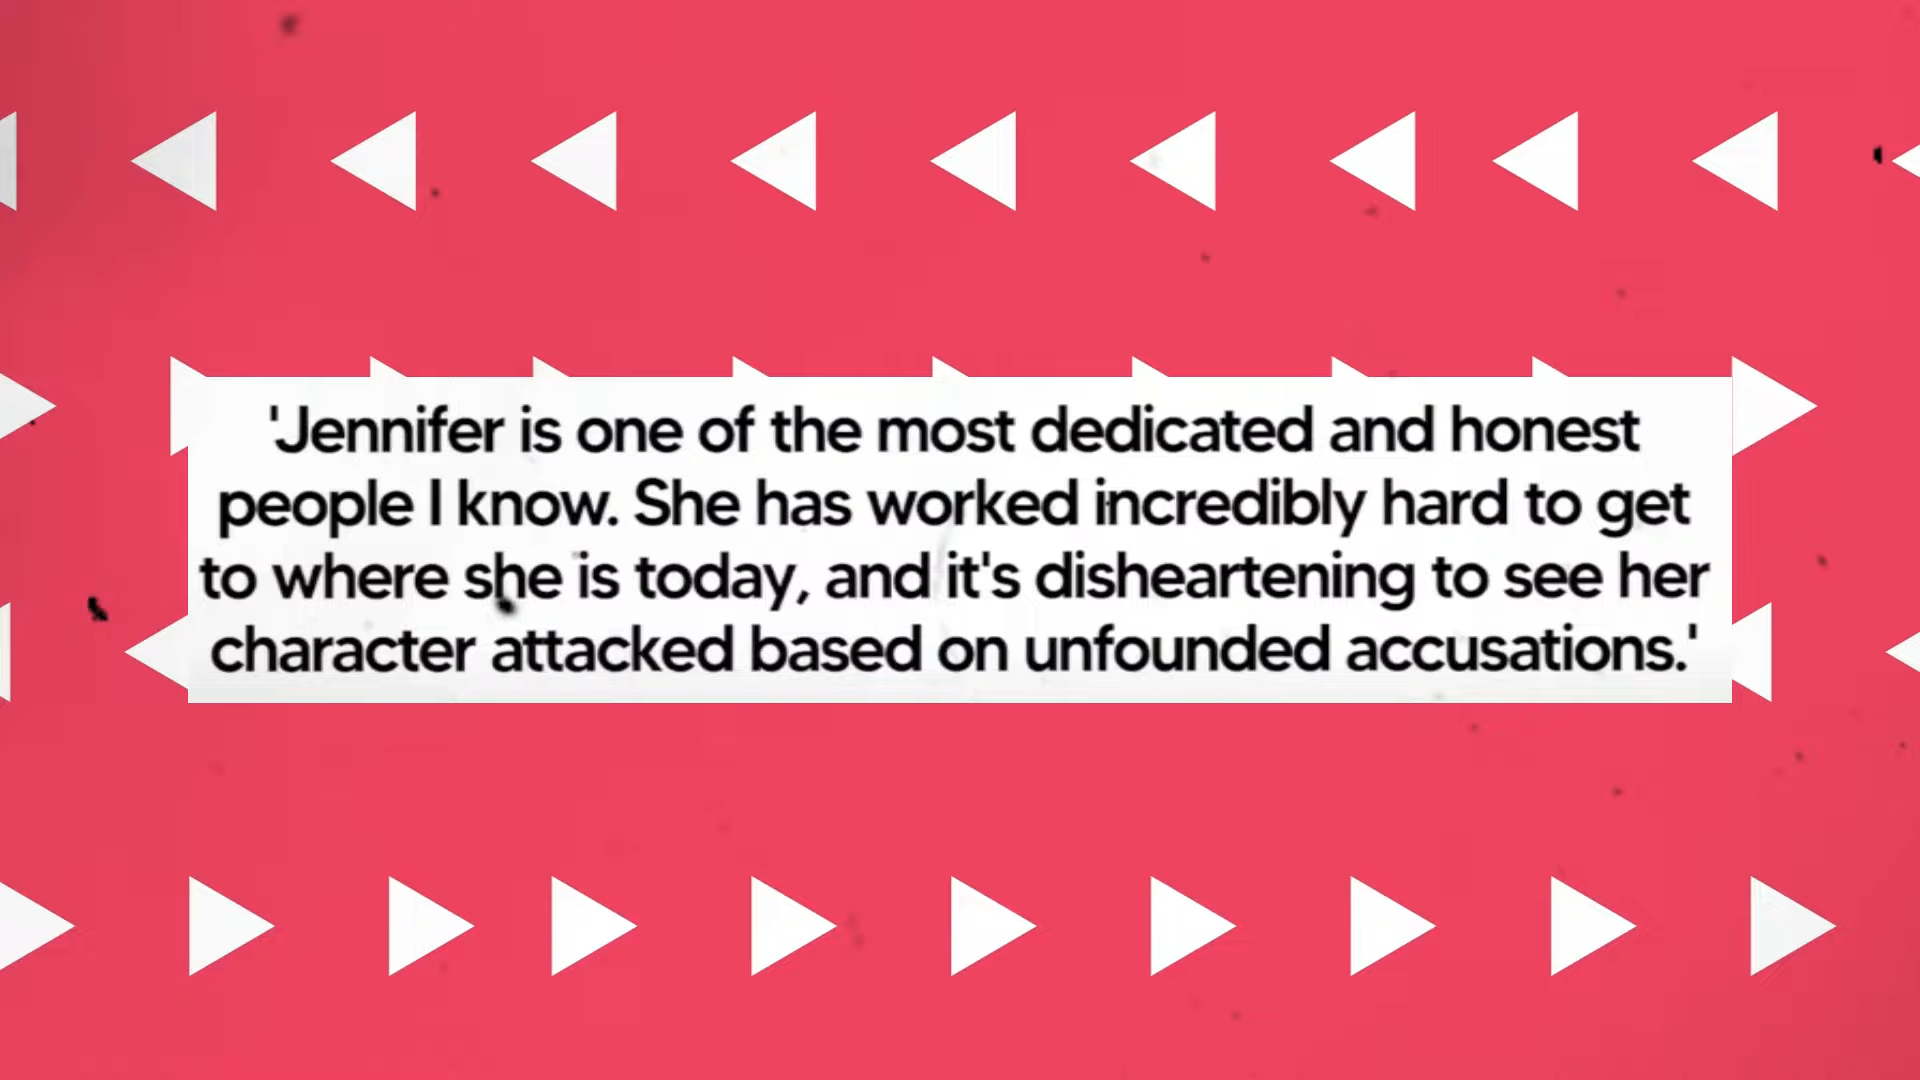 'Jennifer is one of the most dedicated and honest
people I know. She has worked incredibly hard to get
to where she is today, and it's disheartening to see her
character attacked based on unfounded accusations.'